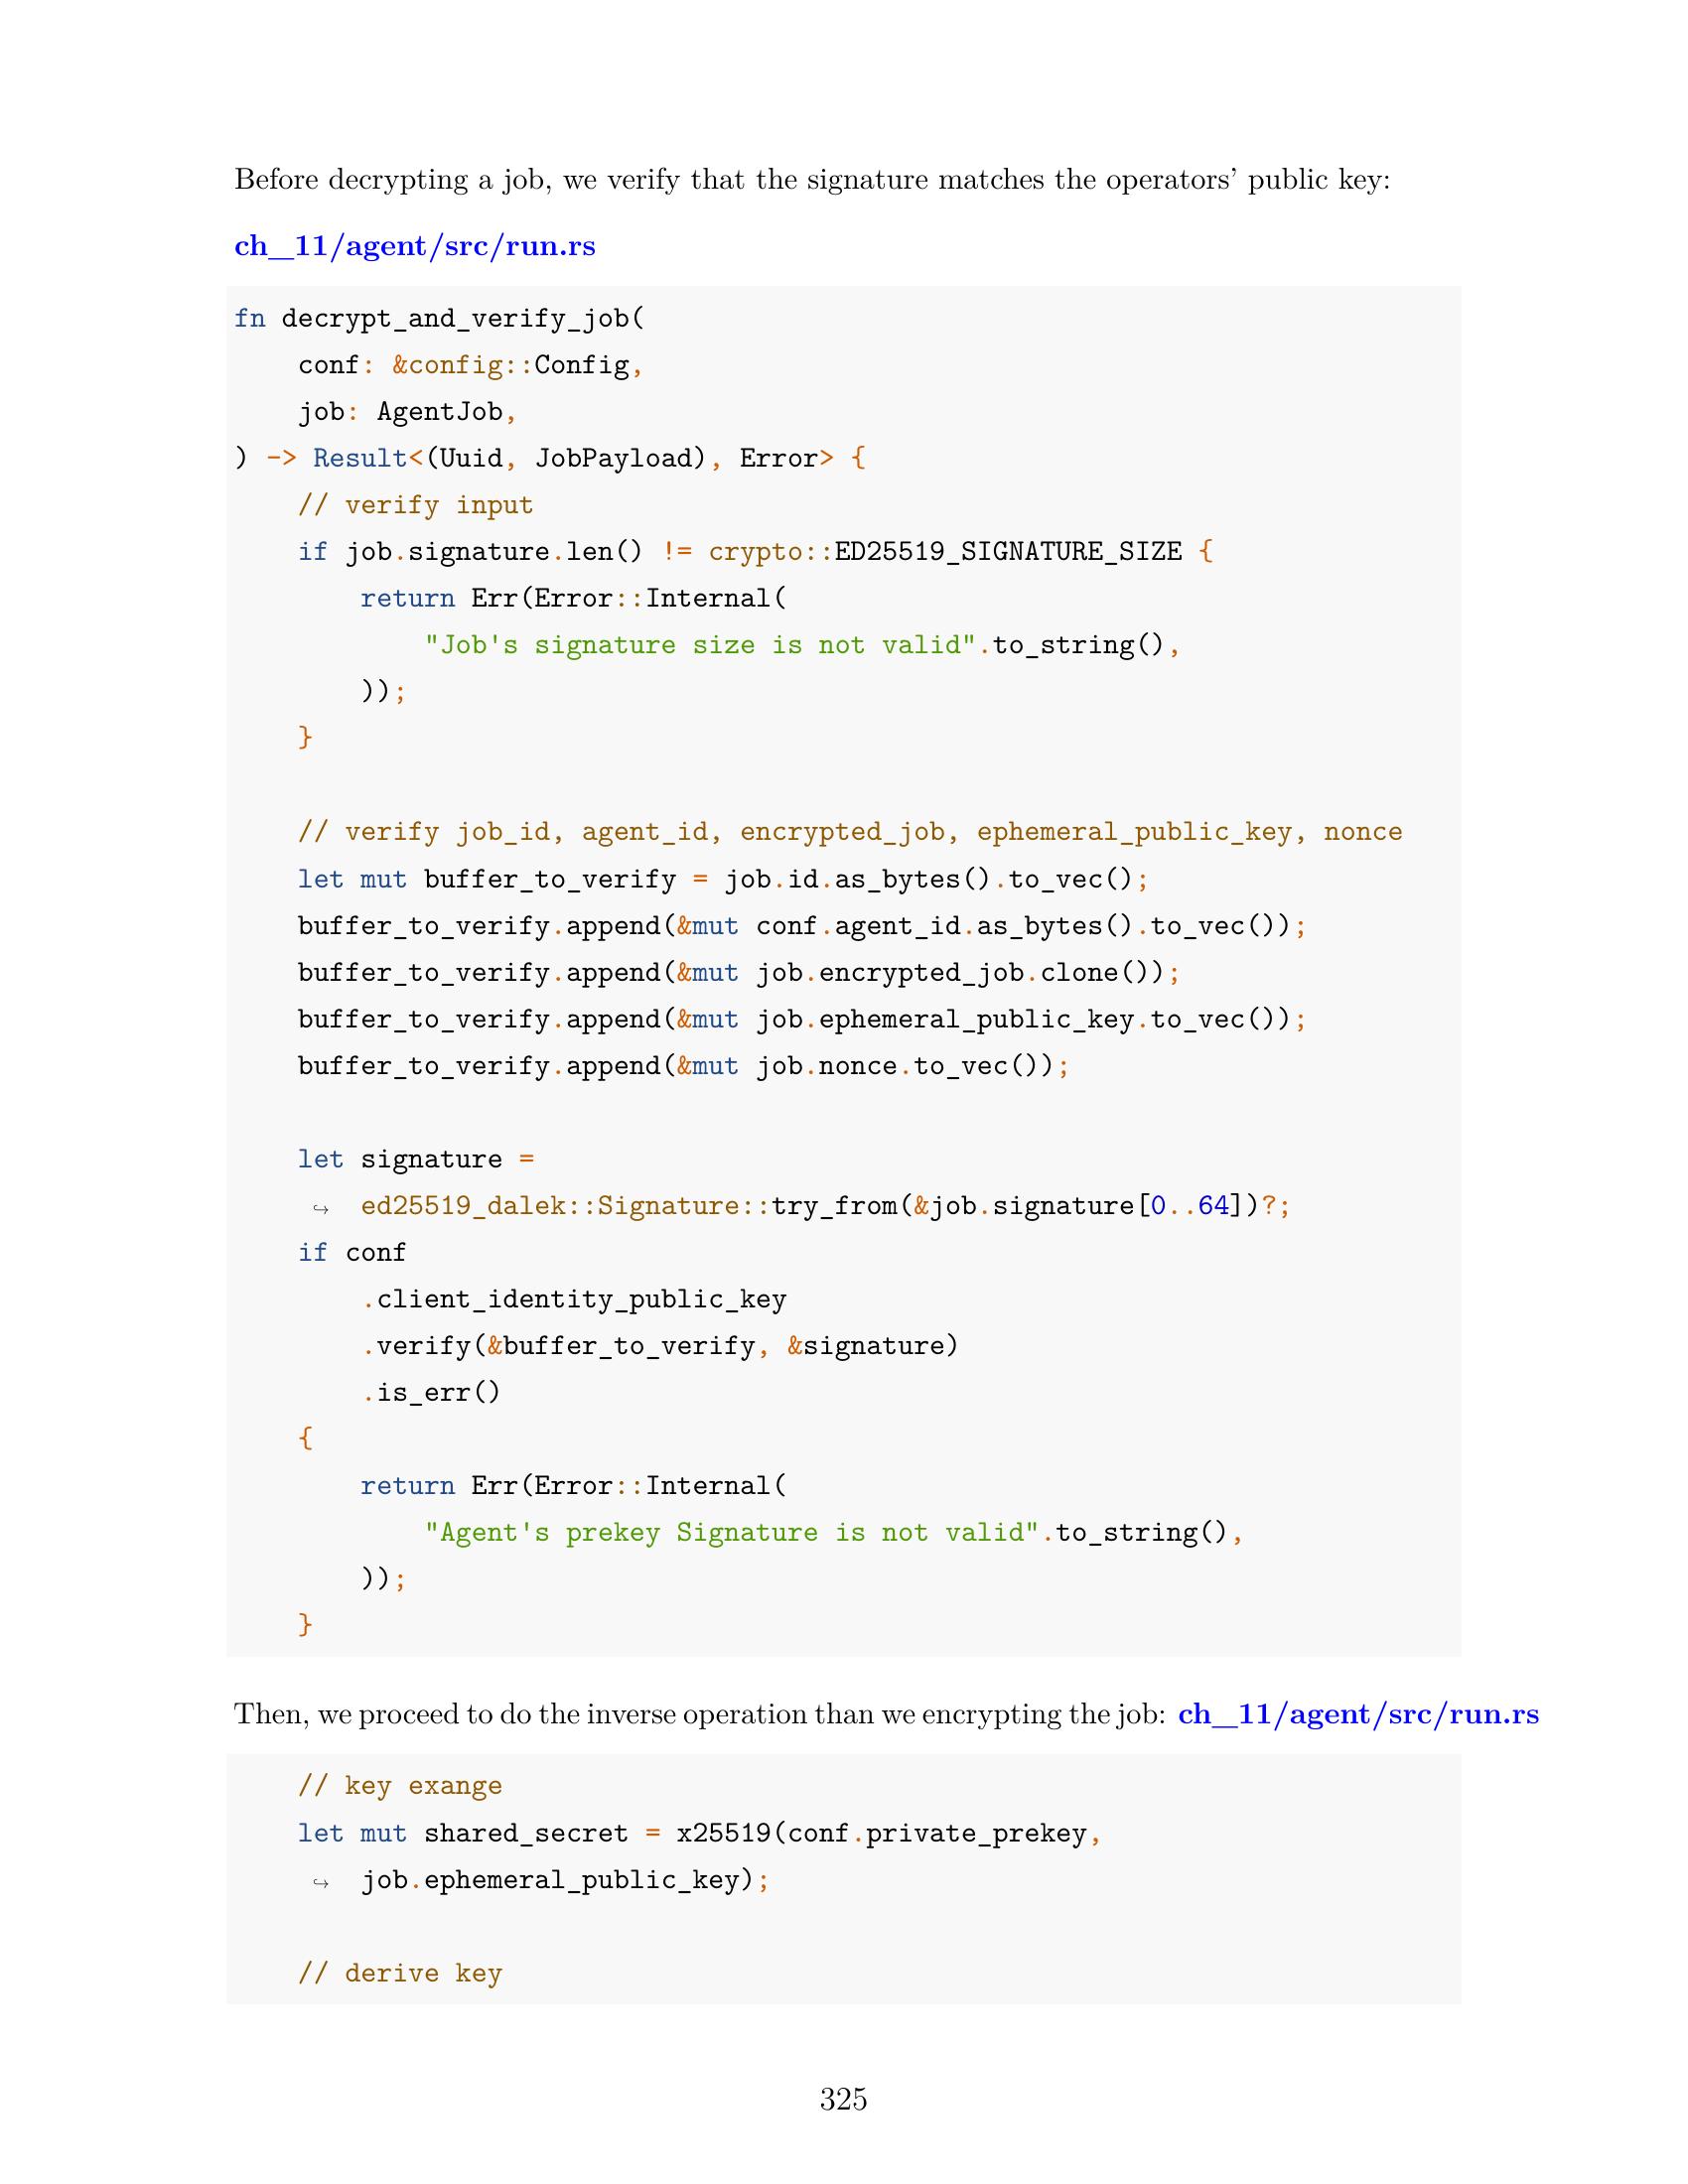 Before decrypting a job, we verify that the signature matches the operators’ public key:
ch_11/agent/src/run.rs
fn decrypt_and_verify_job(
    conf: &config::Config,
    job: AgentJob,
) -> Result<(Uuid, JobPayload), Error> {
    // verify input
    if job.signature.len() != crypto::ED25519_SIGNATURE_SIZE {
        return Err(Error::Internal(
            "Job's signature size is not valid".to_string(),
        ));
    }
    // verify job_id, agent_id, encrypted_job, ephemeral_public_key, nonce
    let mut buffer_to_verify = job.id.as_bytes().to_vec();
    buffer_to_verify.append(&mut conf.agent_id.as_bytes().to_vec());
    buffer_to_verify.append(&mut job.encrypted_job.clone());
    buffer_to_verify.append(&mut job.ephemeral_public_key.to_vec());
    buffer_to_verify.append(&mut job.nonce.to_vec());
    let signature =
    ↪ ed25519_dalek::Signature::try_from(&job.signature[0..64])?;
    if conf
        .client_identity_public_key
        .verify(&buffer_to_verify, &signature)
        .is_err()
    {
        return Err(Error::Internal(
            "Agent's prekey Signature is not valid".to_string(),
        ));
    }
Then, we proceed to do the inverse operation than we encrypting the job: ch_11/agent/src/run.rs
    // key exange
    let mut shared_secret = x25519(conf.private_prekey,
    ↪ job.ephemeral_public_key);
    // derive key
325